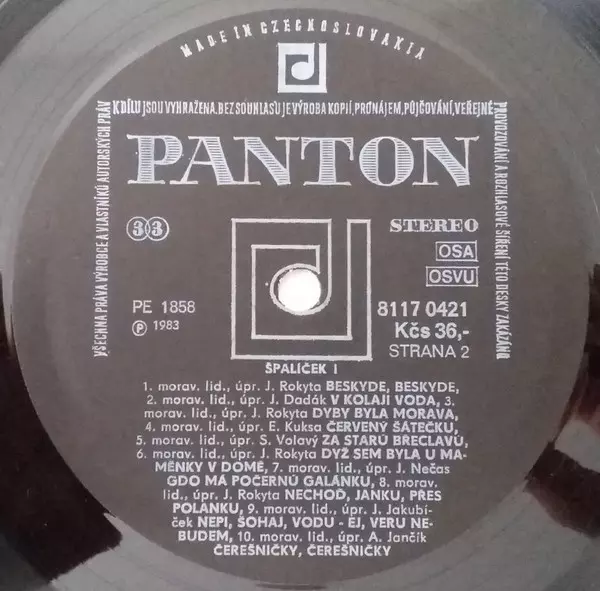 MADE IN CZECHOSLOVAKIA
VŠECHNA PRÁVA VÝROBCE A VLASTNÍKŮ AUTORSKÝCH PRÁV
K DÍLU JSOU VYHRAŽENA. BEZ SOUHLASU JE VÝROBA KOPIÍ, PRONÁJEM, PŮJČOVÁNÍ, VEŘEJNÉ
PROVOZOVÁNÍ A ROZHLASOVÉ ŠÍŘENÍ TÉTO DESKY ZAKÁZÁNO
PANTON
33
STEREO
OSA
OSVU
PE 1858
℗ 1983
8117 0421
Kčs 36,-
STRANA 2
ŠPALÍČEK I
1. morav. lid., úpr. J. Rokyta BESKYDE, BESKYDE,
2. morav. lid., úpr. J. Dadák V KOLAJI VODA, 3.
morav. lid., úpr. J. Rokyta DYBY BYLA MORAVA,
4. morav. lid., úpr. E. Kuksa ČERVENÝ ŠÁTEČKU,
5. morav. lid., úpr. S. Volavý ZA STARŮ BŘECLAVŮ,
6. morav. lid., úpr. J. Rokyta DYŽ SEM BYLA U MA-
MĚNKY V DOMĚ, 7. morav. lid., úpr. J. Nečas
GDO MÁ POČERNÚ GALÁNKU, 8. morav.
lid., úpr. J. Rokyta NECHOĎ, JANKU, PŘES
POLANKU, 9. morav. lid., úpr. J. Jakubí-
ček NEPI, ŠOHAJ, VODU - EJ, VERU NE-
BUDEM, 10. morav. lid., úpr. A. Jančík
ČEREŠNIČKY, ČEREŠNIČKY